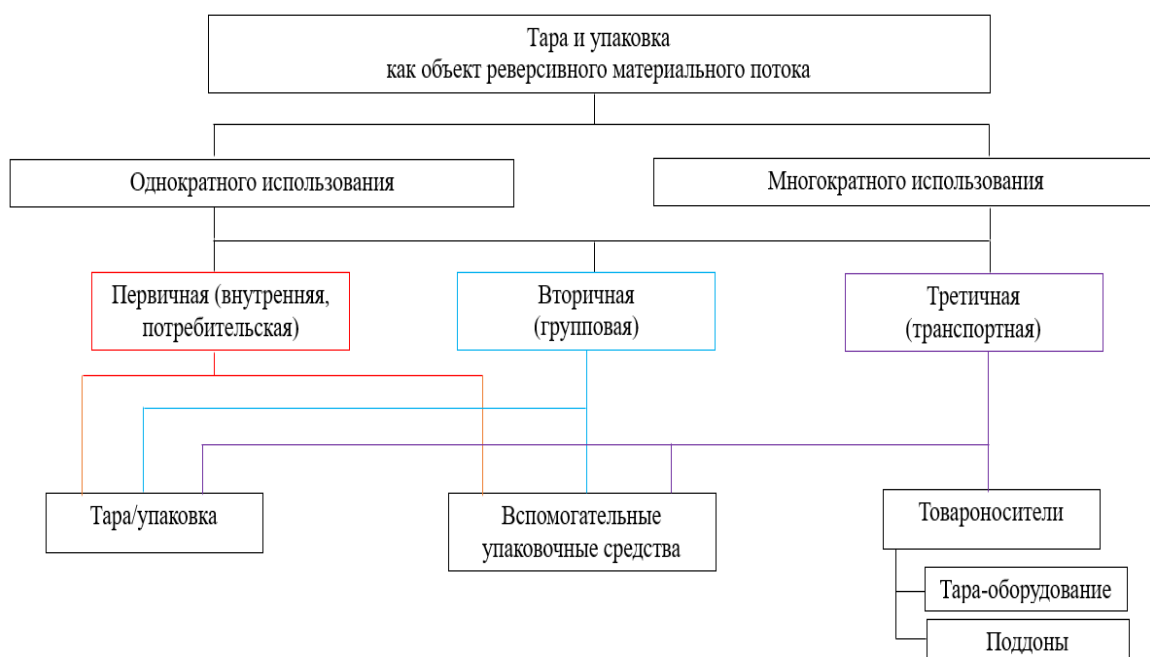 Тара и упаковка
как объект реверсивного материального потока
Однократного использования
Многократного использования
Первичная (внутренняя,
потребительская)
Вторичная
(групповая)
Третичная
(транспортная)
Тара/упаковка
Вспомогательные
упаковочные средства
Товароносители
Тара-оборудование
Поддоны